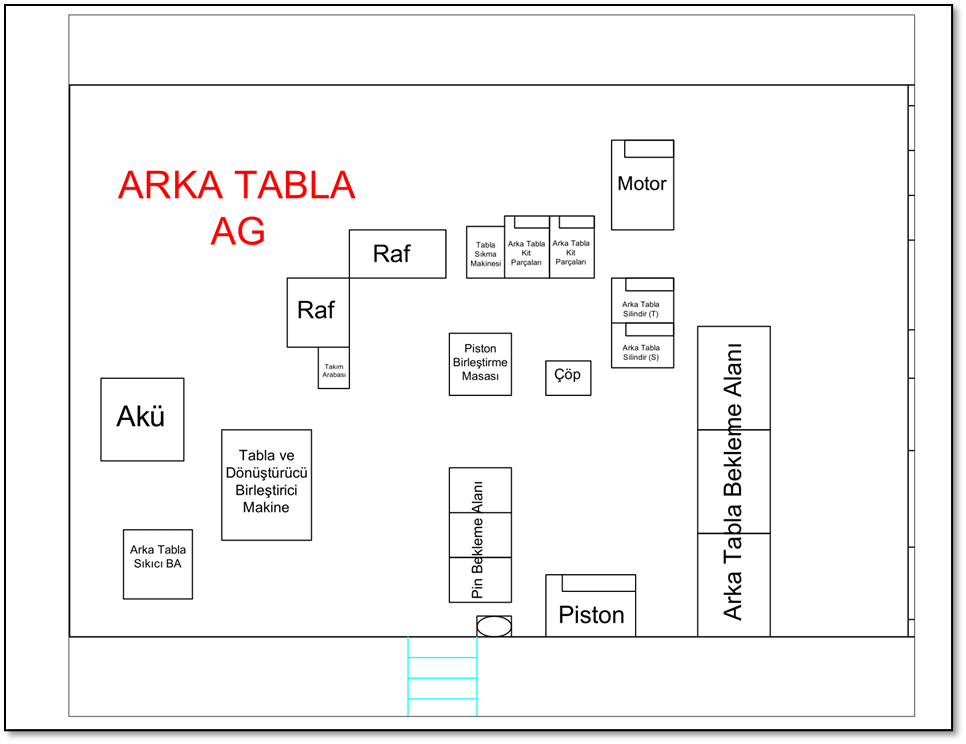 ARKA TABLA
AG
Motor
Raf
Tabla
Sıkma
Makinesi
Arka Tabla
Kit
Parçaları
Arka Tabla
Kit
Parçaları
Raf
Arka Tabla
Silindir (T)
Arka Tabla
Silindir (S)
Takım
Arabası
Piston
Birleştirme
Masası
Çöp
Akü
Tabla ve
Dönüştürücü
Birleştirici
Makine
Arka Tabla Bekleme Alanı
Pin Bekleme Alanı
Arka Tabla
Sıkıcı BA
Piston